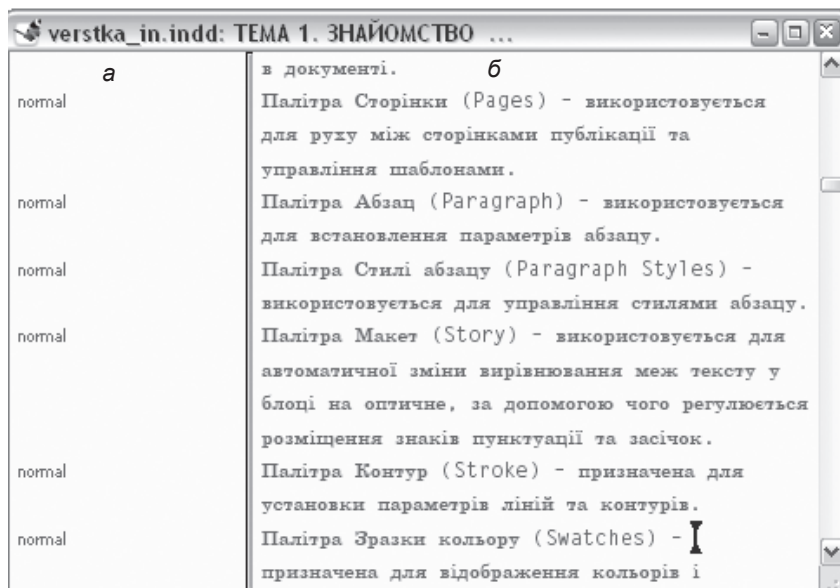 verstka_in.indd: ТЕМА 1. ЗНАЙОМСТВО ...
а б
в документі.
normal Палітра Сторінки (Pages) – використовується
для руху між сторінками публікації та
управління шаблонами.
normal Палітра Абзац (Paragraph) – використовується
для встановлення параметрів абзацу.
normal Палітра Стилі абзацу (Paragraph Styles) –
використовується для управління стилями абзацу.
normal Палітра Макет (Story) – використовується для
автоматичної зміни вирівнювання меж тексту у
блоці на оптичне, за допомогою чого регулюється
розміщення знаків пунктуації та засічок.
normal Палітра Контур (Stroke) – призначена для
установки параметрів ліній та контурів.
normal Палітра Зразки кольору (Swatches) –
призначена для відображення кольорів і